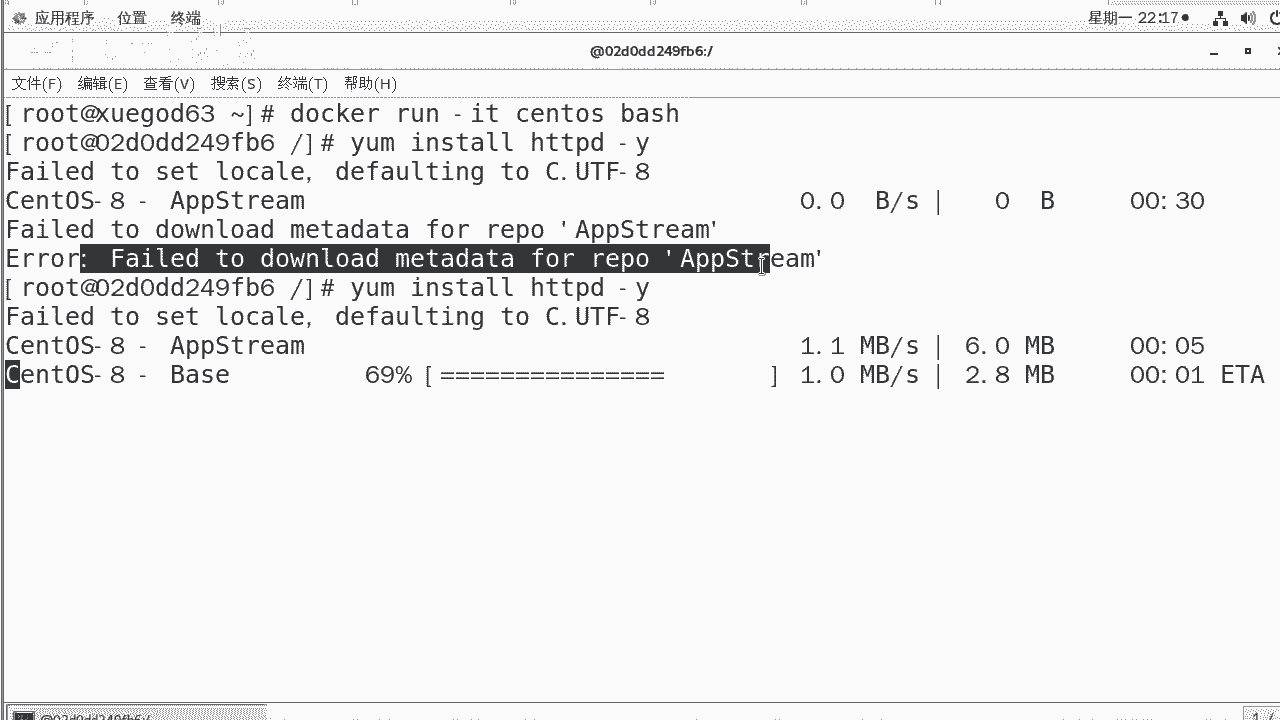 应用程序 位置 终端 星期一 22:17
@02d0dd249fb6:/
文件(F) 编辑(E) 查看(V) 搜索(S) 终端(T) 帮助(H)
[root@xuegod63 ~]# docker run -it centos bash
[root@02d0dd249fb6 /]# yum install httpd -y
Failed to set locale, defaulting to C.UTF-8
CentOS-8 - AppStream 0.0 B/s | 0 B 00:30
Failed to download metadata for repo 'AppStream'
Error: Failed to download metadata for repo 'AppStream'
[root@02d0dd249fb6 /]# yum install httpd -y
Failed to set locale, defaulting to C.UTF-8
CentOS-8 - AppStream 1.1 MB/s | 6.0 MB 00:05
CentOS-8 - Base 69% [=============== ] 1.0 MB/s | 2.8 MB 00:01 ETA
@02d0dd249fb6:/